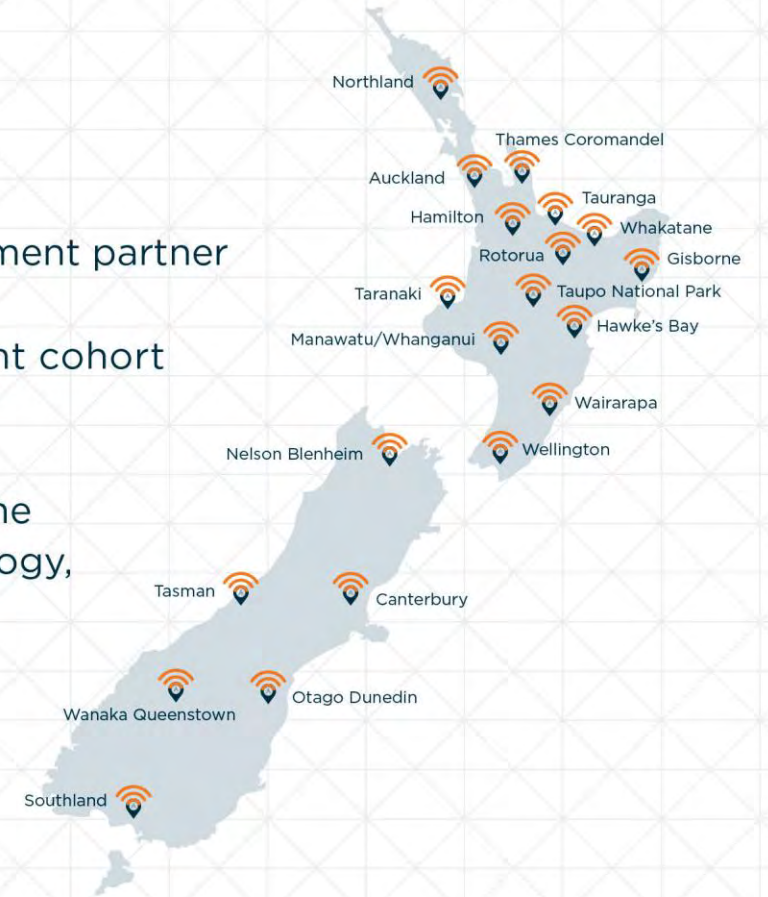 Northland
Thames Coromandel
Auckland
Tauranga
Hamilton
Whakatane
ment partner
Rotorua
Gisborne
Taranaki
Taupo National Park
Hawke's Bay
Manawatu/Whanganui
nt cohort
Wairarapa
Nelson Blenheim
Wellington
ne
ogy,
Tasman
Canterbury
Otago Dunedin
Wanaka Queenstown
Southland